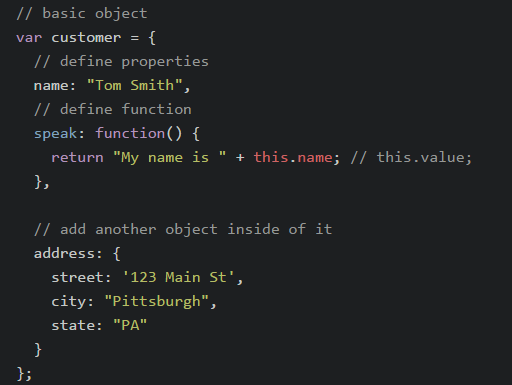 // basic object
var customer = {
  // define properties
  name: "Tom Smith",
  // define function
  speak: function() {
    return "My name is " + this.name; // this.value;
  },

  // add another object inside of it
  address: {
    street: '123 Main St',
    city: "Pittsburgh",
    state: "PA"
  }
};